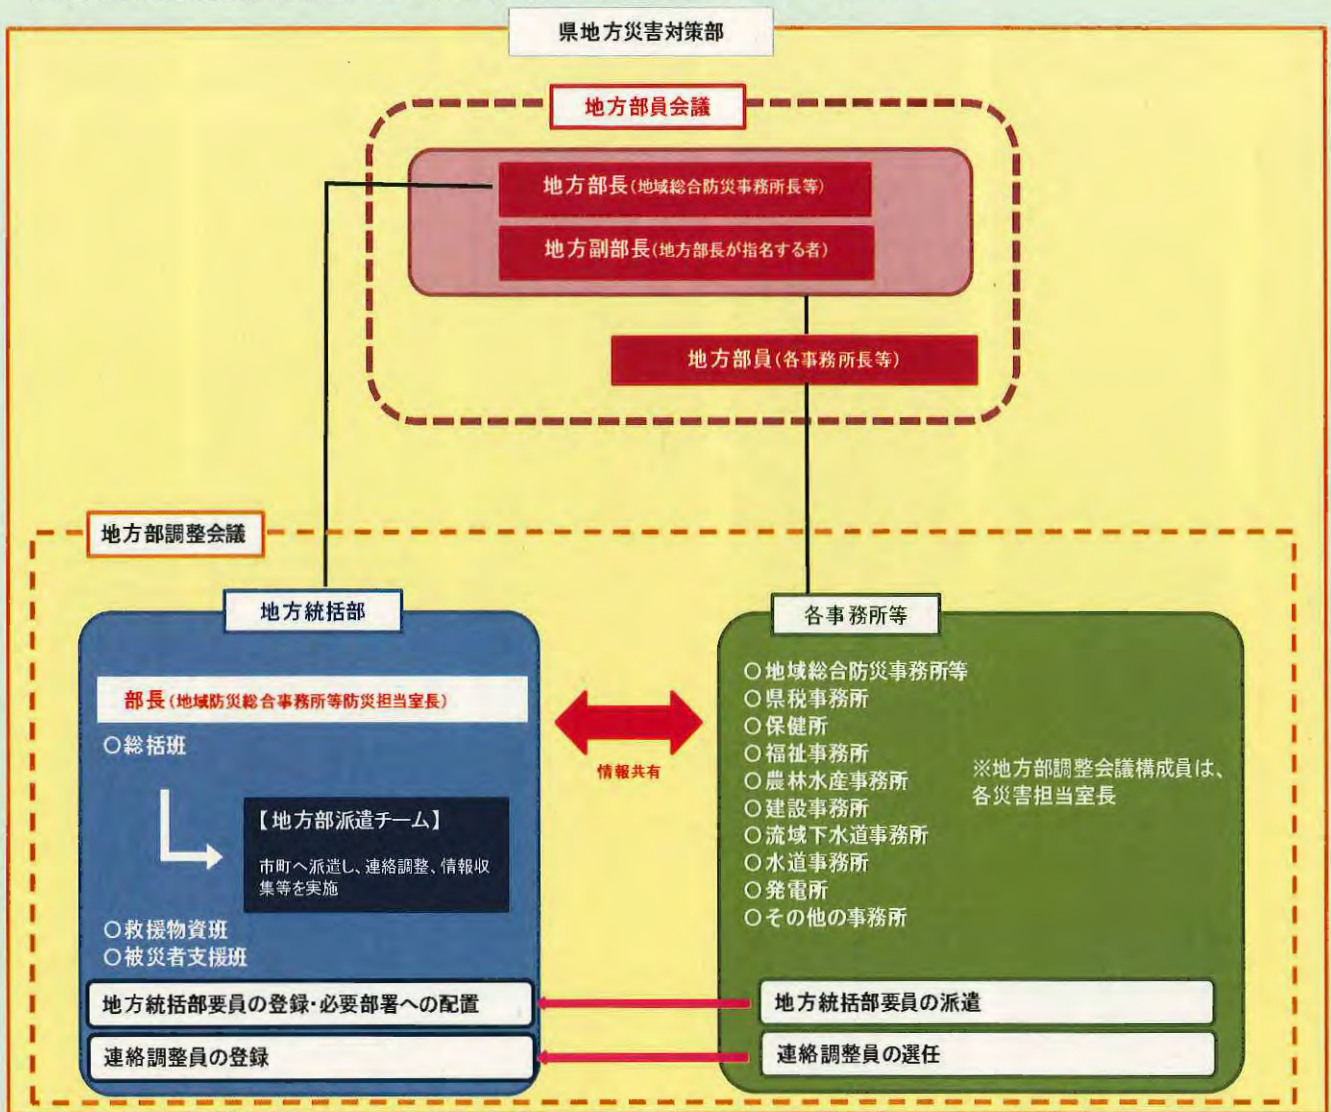 県地方災害対策部
地方部員会議
地方部長(地域総合防災事務所長等)
地方副部長(地方部長が指名する者)
地方部員(各事務所長等)
地方部調整会議
地方統括部
部長(地域防災総合事務所等防災担当室長)
○総括班
【地方部派遣チーム】
市町へ派遣し、連絡調整、情報収
集等を実施
○救援物資班
○被災者支援班
地方統括部要員の登録・必要部署への配置
連絡調整員の登録
情報共有
各事務所等
○地域総合防災事務所等
○県税事務所
○保健所
○福祉事務所
○農林水産事務所
○建設事務所
○流域下水道事務所
○水道事務所
○発電所
○その他の事務所
※地方部調整会議構成員は、
各災害担当室長
地方統括部要員の派遣
連絡調整員の選任